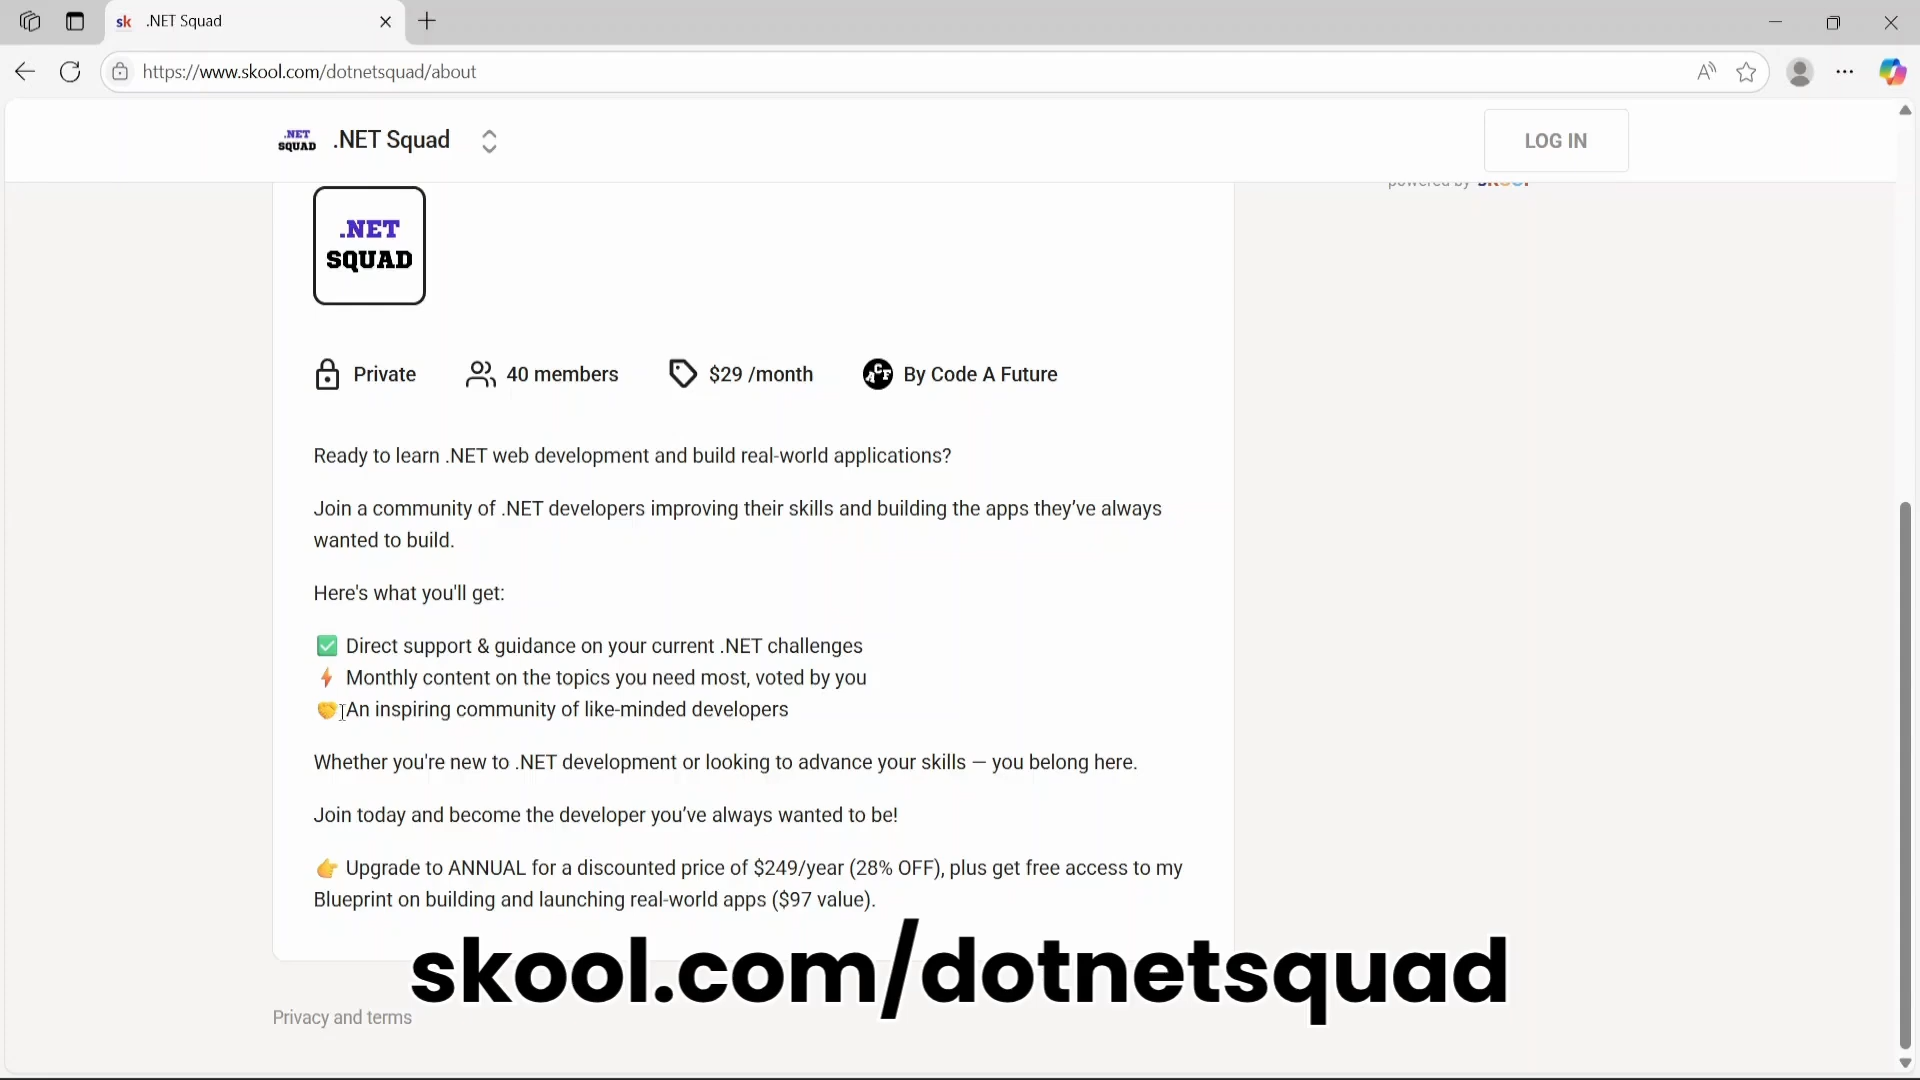 sk .NET Squad
https://www.skool.com/dotnetsquad/about
.NET SQUAD .NET Squad
LOG IN
powered by skool
.NET
SQUAD
Private 40 members $29 /month ACF By Code A Future
Ready to learn .NET web development and build real-world applications?
Join a community of .NET developers improving their skills and building the apps they’ve always
wanted to build.
Here's what you'll get:
✅ Direct support & guidance on your current .NET challenges
⚡ Monthly content on the topics you need most, voted by you
🤝 An inspiring community of like-minded developers
Whether you're new to .NET development or looking to advance your skills — you belong here.
Join today and become the developer you’ve always wanted to be!
👉 Upgrade to ANNUAL for a discounted price of $249/year (28% OFF), plus get free access to my
Blueprint on building and launching real-world apps ($97 value).
skool.com/dotnetsquad
Privacy and terms